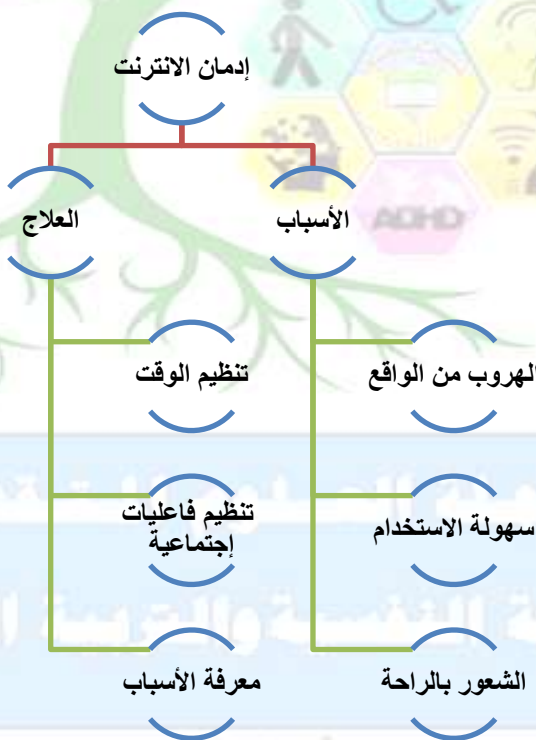 إدمان الانترنت
الأسباب
العلاج
ADHD
الهروب من الواقع
تنظيم الوقت
سهولة الاستخدام
تنظيم فاعليات
إجتماعية
الشعور بالراحة
معرفة الأسباب